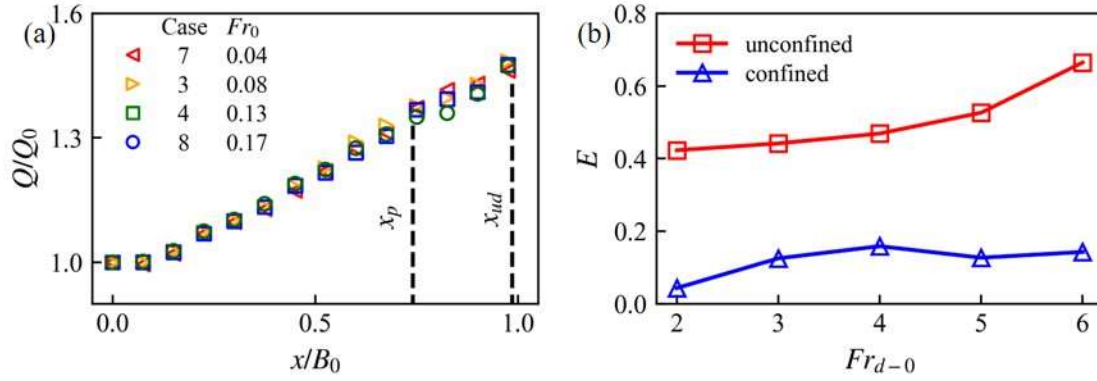 (a)
Case Fr0
7 0.04
3 0.08
4 0.13
8 0.17
1.6
1.3
1.0
Q/Q0
xp
xud
0.0 0.5 1.0
x/B0
(b)
unconfined
confined
0.8
0.6
0.4
0.2
0.0
E
2 3 4 5 6
Frd−0